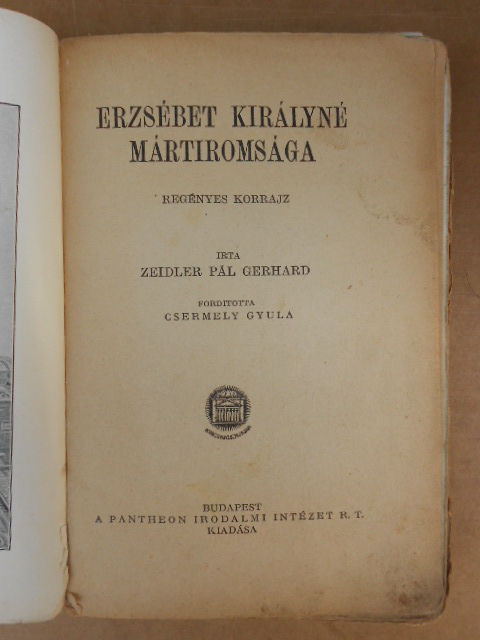 ERZSÉBET KIRÁLYNÉ
MÁRTIROMSÁGA
REGÉNYES KORRAJZ
IRTA
ZEIDLER PÁL GERHARD
FORDITOTTA
CSERMELY GYULA
BUDAPEST
A PANTHEON IRODALMI INTÉZET R. T.
KIADÁSA